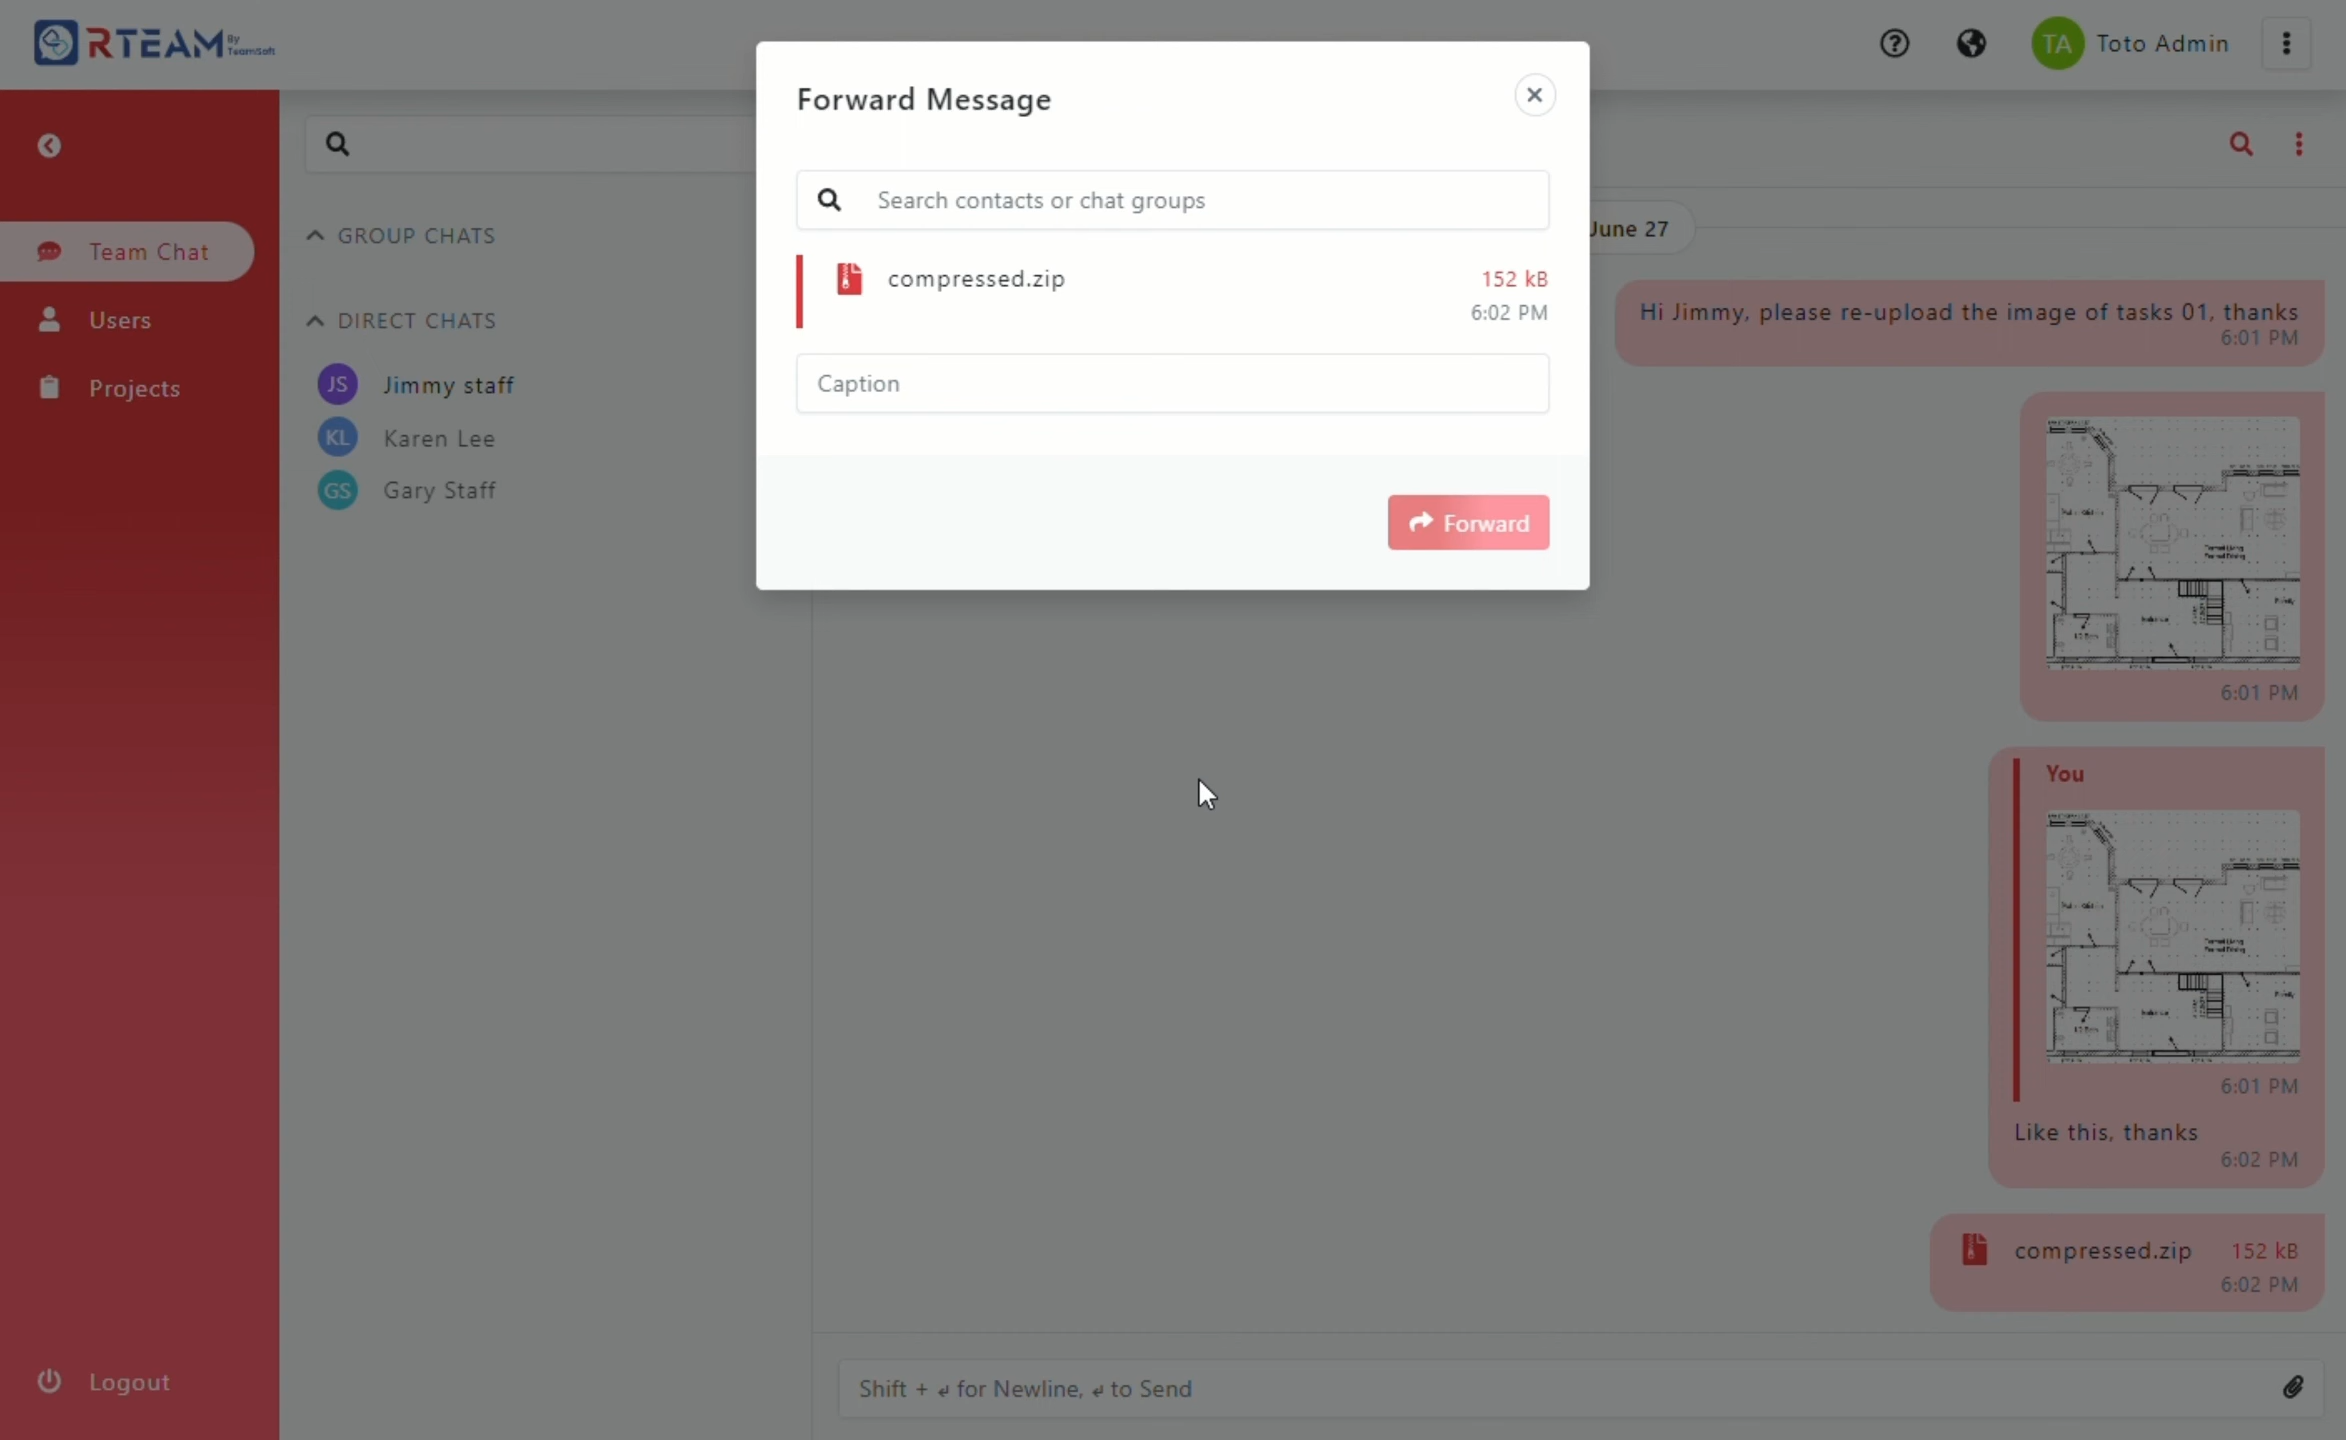 RTEAM By TeamSoft
TA Toto Admin
Team Chat
Users
Projects
Logout
GROUP CHATS
DIRECT CHATS
JS Jimmy staff
KL Karen Lee
GS Gary Staff
Forward Message
Search contacts or chat groups
compressed.zip 152 kB
6:02 PM
Caption
Forward
June 27
Hi Jimmy, please re-upload the image of tasks 01, thanks
6:01 PM
6:01 PM
You
6:01 PM
Like this, thanks
6:02 PM
compressed.zip 152 kB
6:02 PM
Shift + ↵ for Newline, ↵ to Send